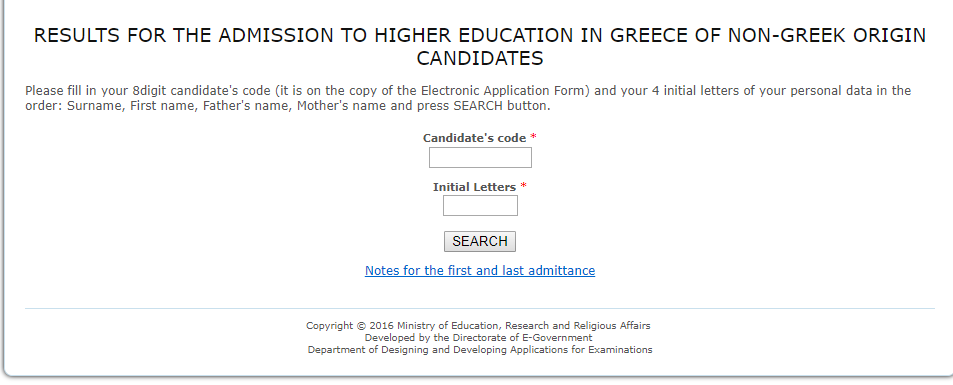 RESULTS FOR THE ADMISSION TO HIGHER EDUCATION IN GREECE OF NON-GREEK ORIGIN
CANDIDATES
Please fill in your 8digit candidate's code (it is on the copy of the Electronic Application Form) and your 4 initial letters of your personal data in the
order: Surname, First name, Father's name, Mother's name and press SEARCH button.
Candidate's code *
Initial Letters *
SEARCH
Notes for the first and last admittance
Copyright © 2016 Ministry of Education, Research and Religious Affairs
Developed by the Directorate of E-Government
Department of Designing and Developing Applications for Examinations